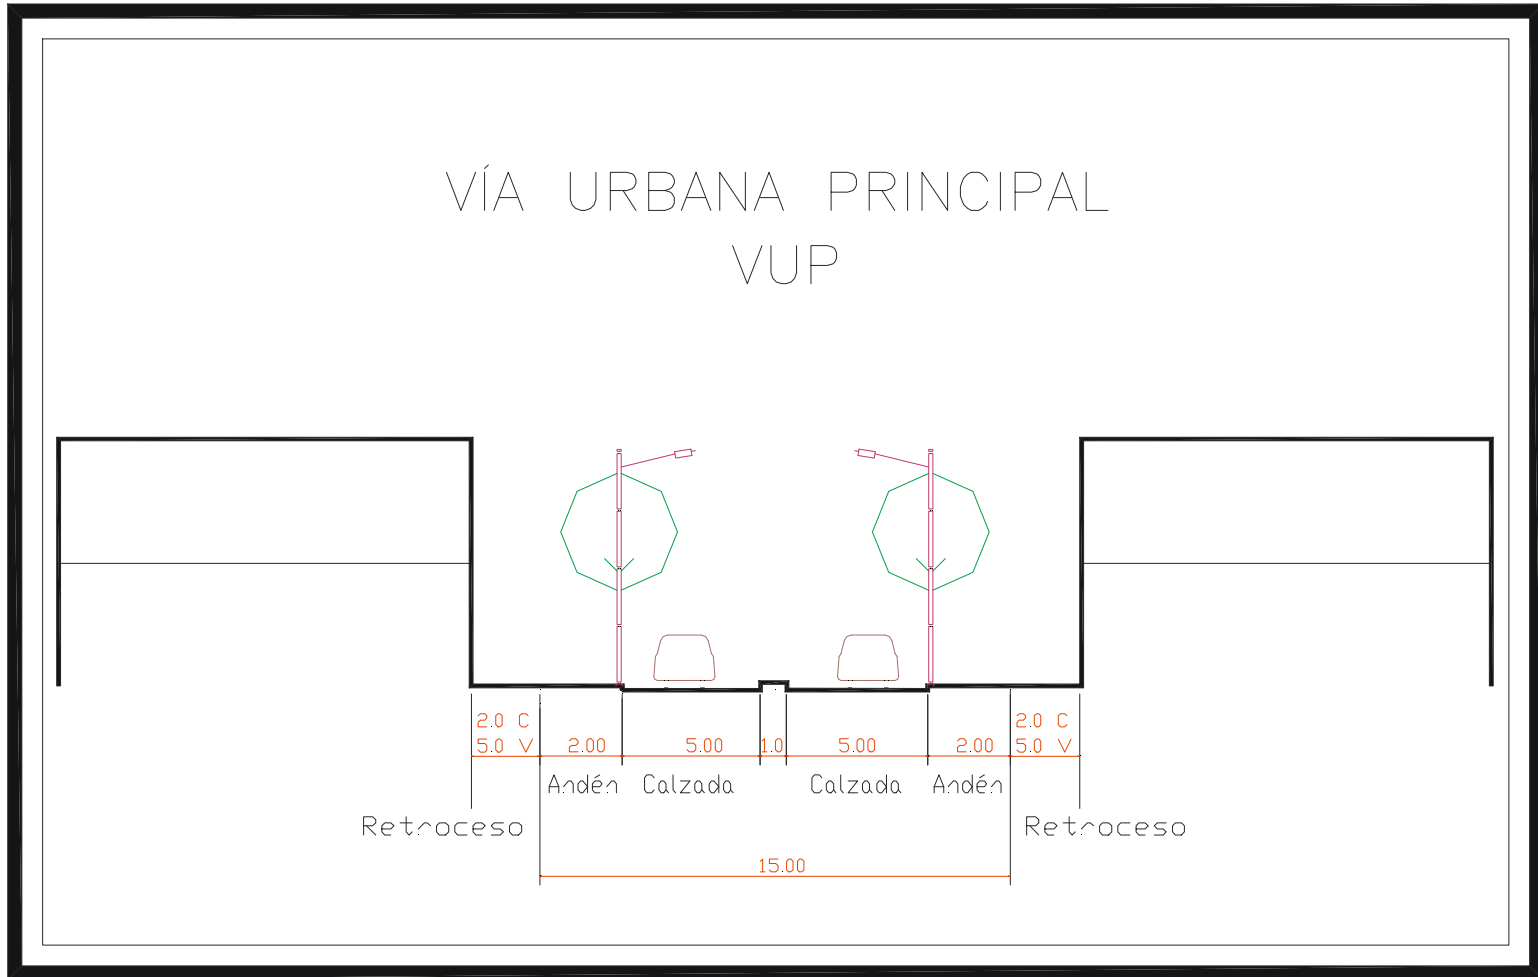 VÍA URBANA PRINCIPAL
VUP
2.0 C 2.0 C
5.0 V 2.00 5.00 1.0 5.00 2.00 5.0 V
Andén Calzada Calzada Andén
Retroceso Retroceso
15.00